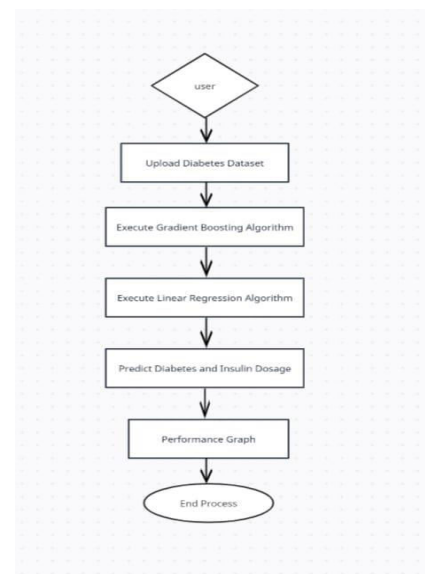 user
Upload Diabetes Dataset
Execute Gradient Boosting Algorithm
Execute Linear Regression Algorithm
Predict Diabetes and Insulin Dosage
Performance Graph
End Process